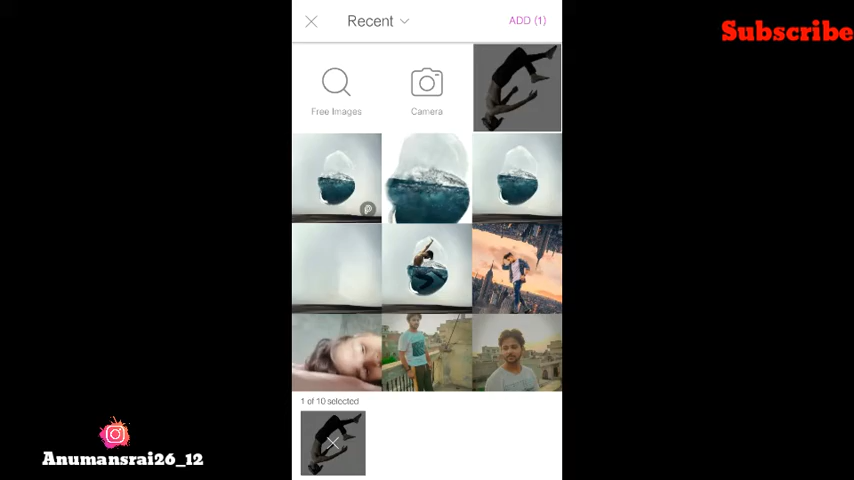 Recent
ADD (1)
Subscribe
Free Images
Camera
1 of 10 selected
Anumansrai26_12